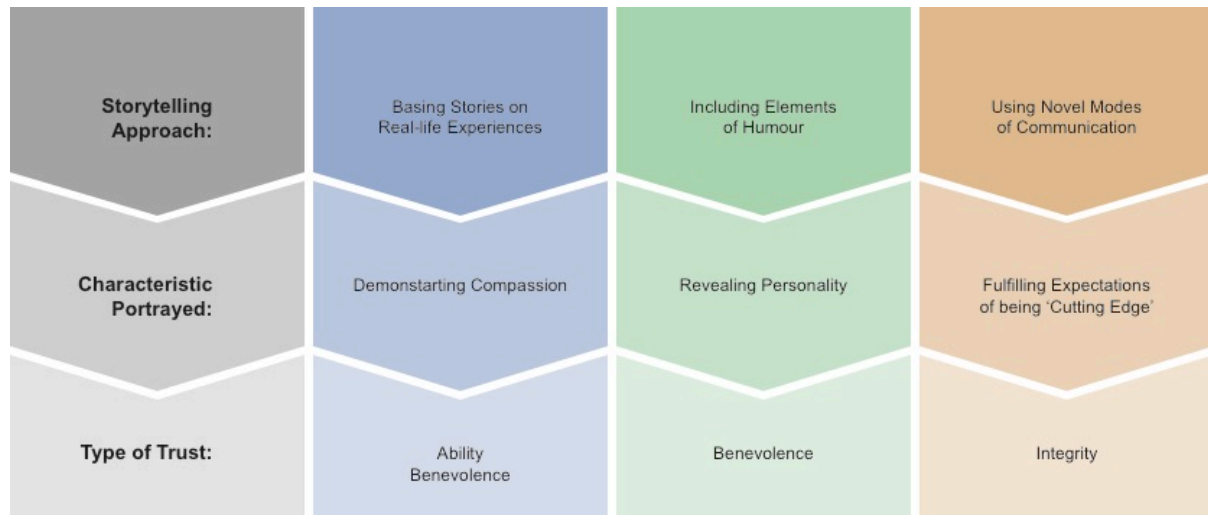 Storytelling
Approach:
Basing Stories on
Real-life Experiences
Including Elements
of Humour
Using Novel Modes
of Communication
Characteristic
Portrayed:
Demonstarting Compassion
Revealing Personality
Fulfilling Expectations
of being ‘Cutting Edge’
Type of Trust:
Ability
Benevolence
Benevolence
Integrity